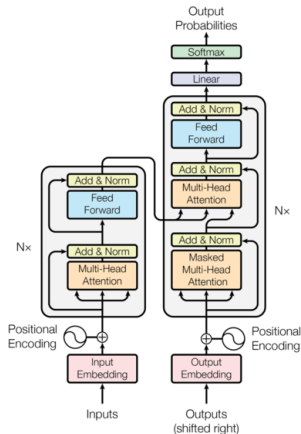 Output
Probabilities
Softmax
Linear
Add & Norm
Feed
Forward
Add & Norm
Multi-Head
Attention
Add & Norm
Masked
Multi-Head
Attention
N×
Add & Norm
Feed
Forward
Add & Norm
Multi-Head
Attention
N×
Positional
Encoding
Positional
Encoding
Input
Embedding
Output
Embedding
Inputs
Outputs
(shifted right)